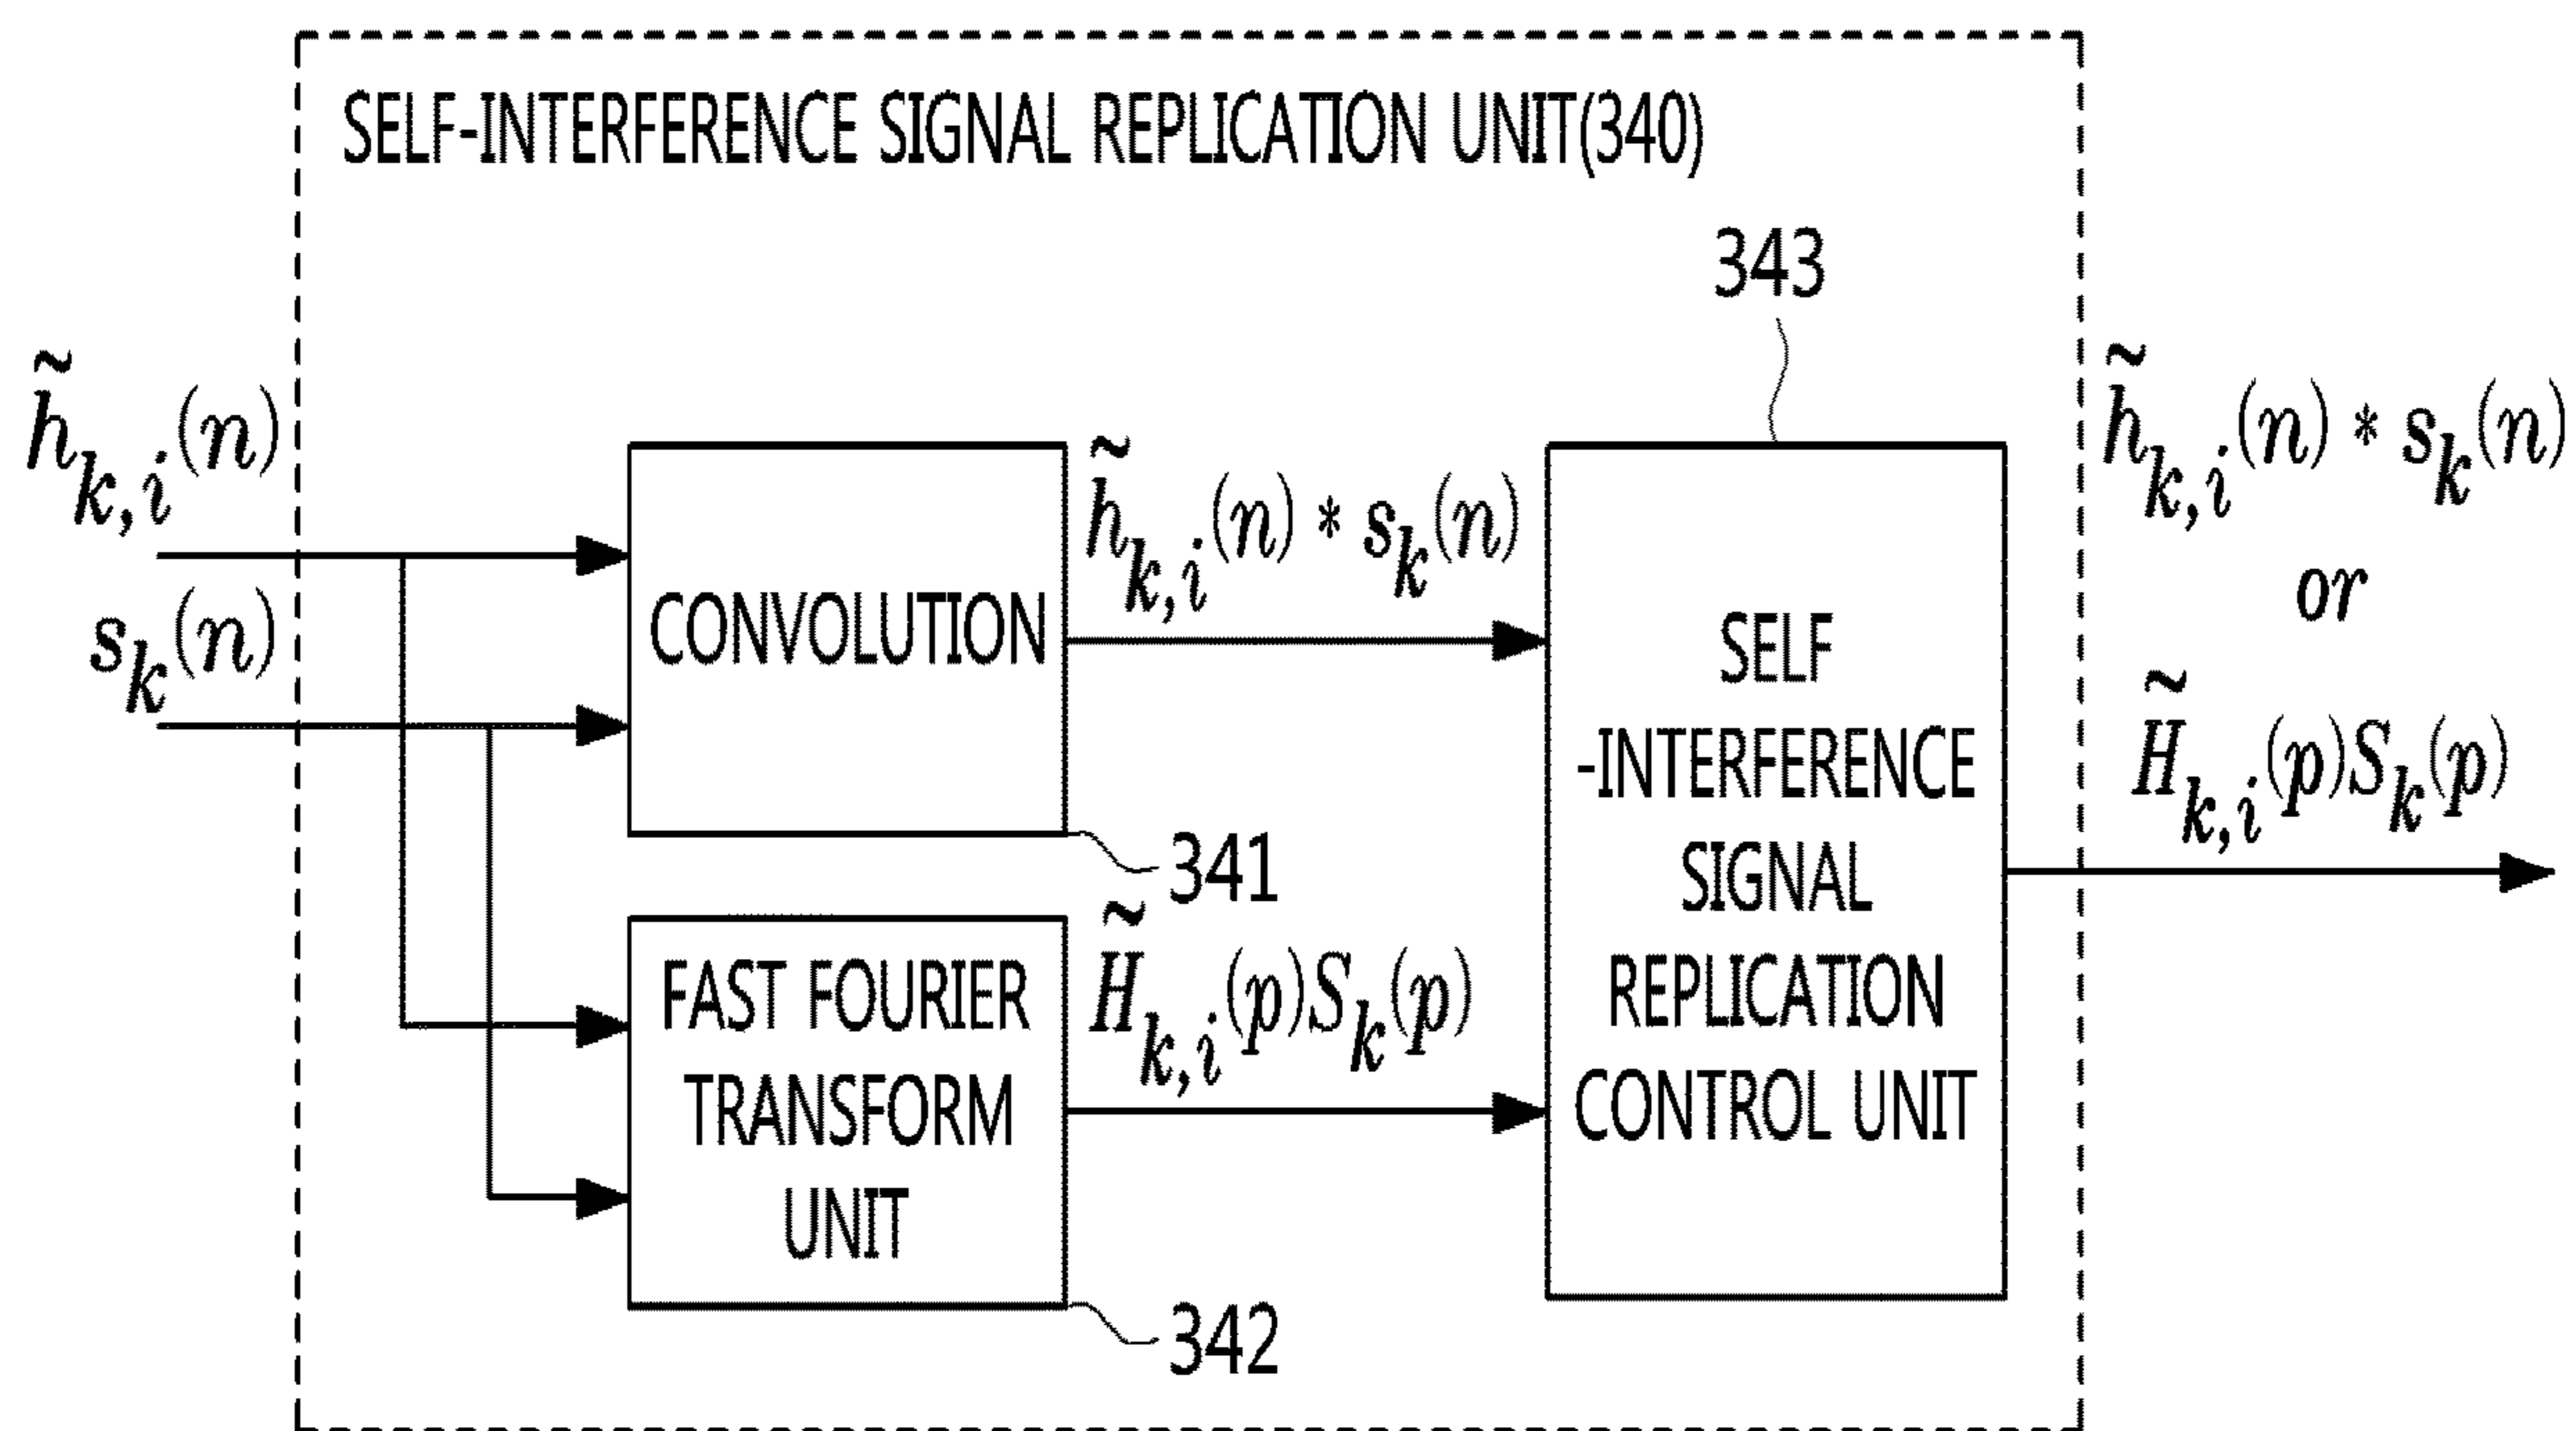 SELF-INTERFERENCE SIGNAL REPLICATION UNIT(340)
343
h̃k,i(n)
sk(n)
CONVOLUTION
341
h̃k,i(n) * sk(n)
FAST FOURIER
TRANSFORM
UNIT
342
H̃k,i(p)Sk(p)
SELF
-INTERFERENCE
SIGNAL
REPLICATION
CONTROL UNIT
h̃k,i(n) * sk(n)
or
H̃k,i(p)Sk(p)